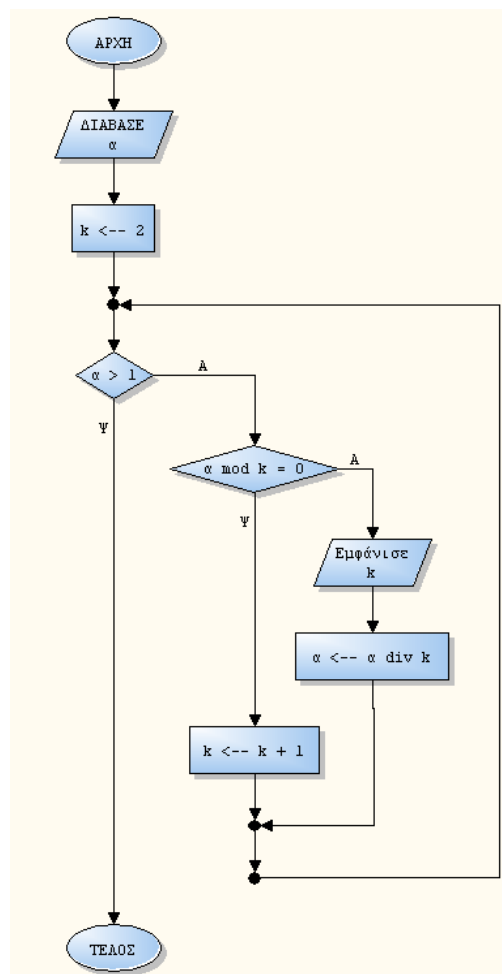 ΑΡΧΗ
ΔΙΑΒΑΣΕ
α
k <-- 2
α > 1
Α
Ψ
α mod k = 0
Α
Ψ
Εμφάνισε
k
α <-- α div k
k <-- k + 1
ΤΕΛΟΣ